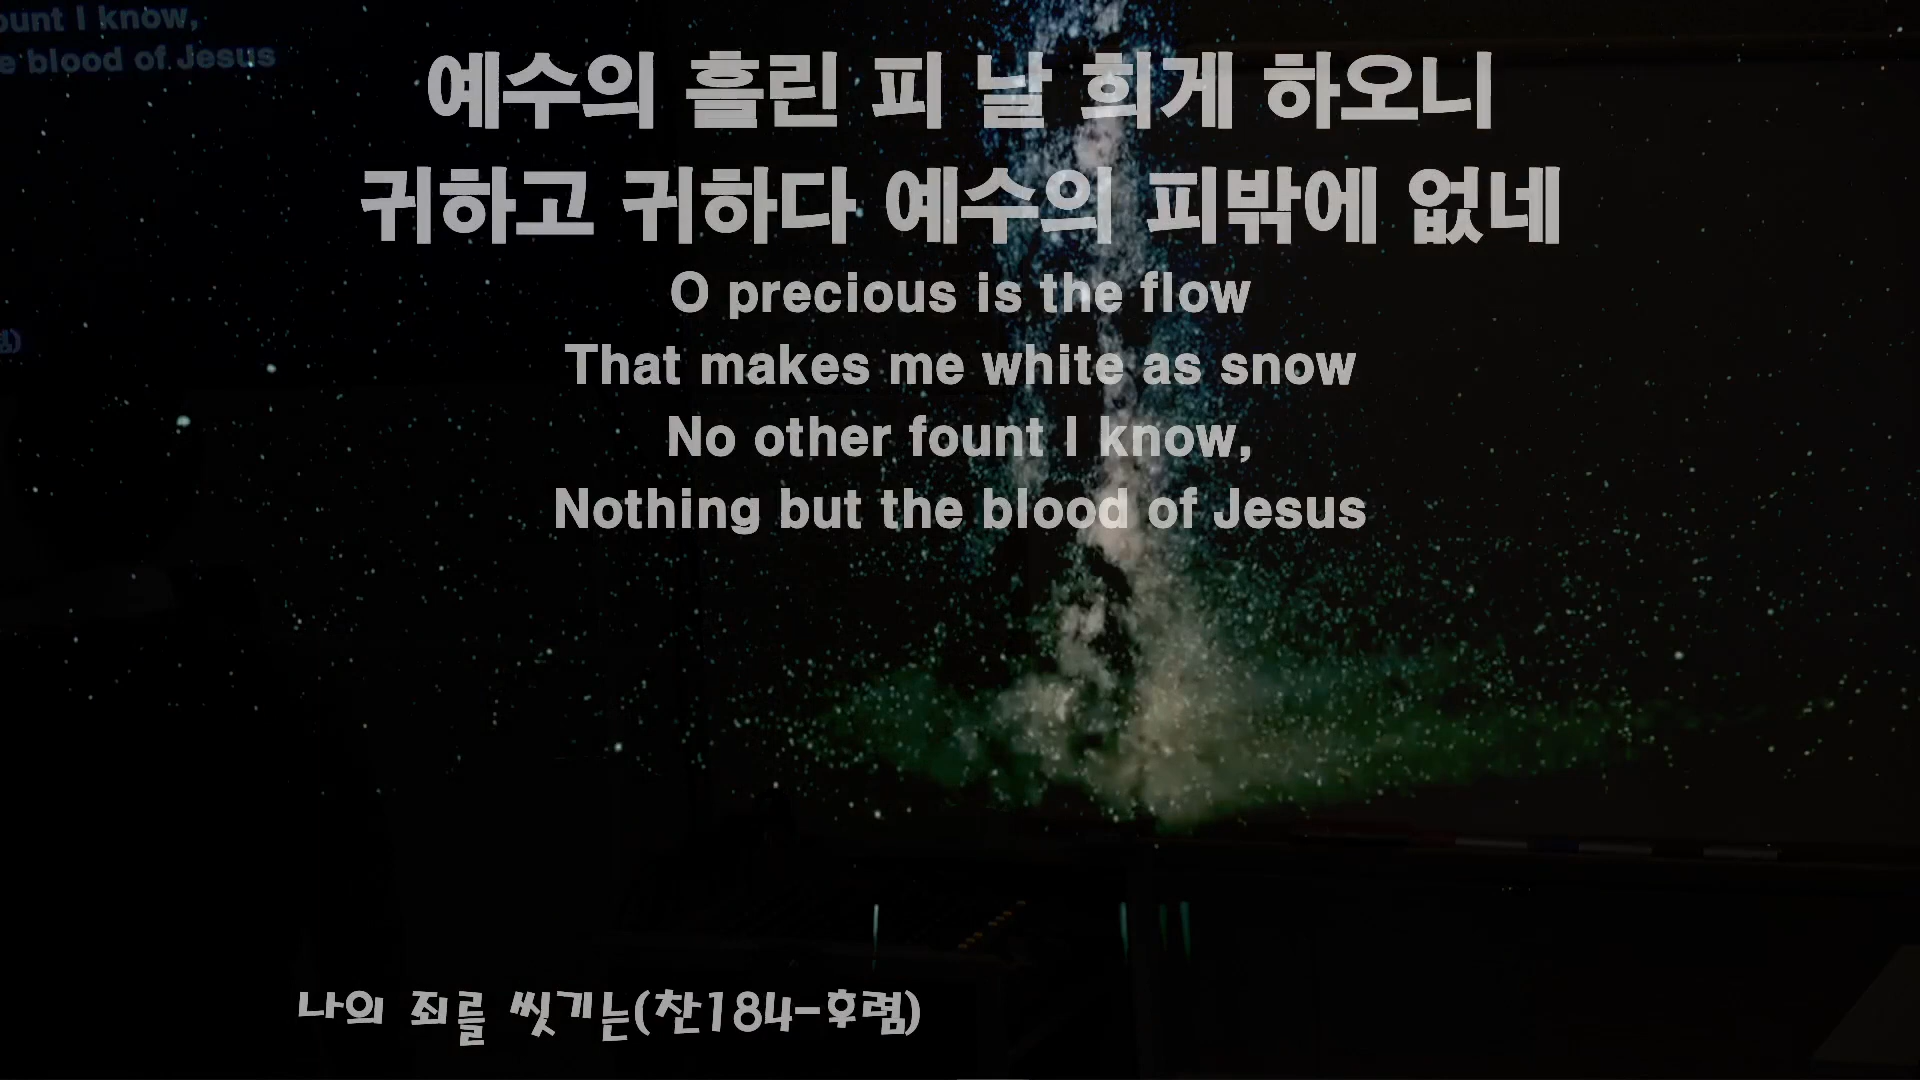 ount I know,
e blood of Jesus
예수의 흘린 피 날 희게 하오니
귀하고 귀하다 예수의 피밖에 없네
O precious is the flow
That makes me white as snow
No other fount I know,
Nothing but the blood of Jesus
렴)
나의 죄를 씻기는(찬184-후렴)